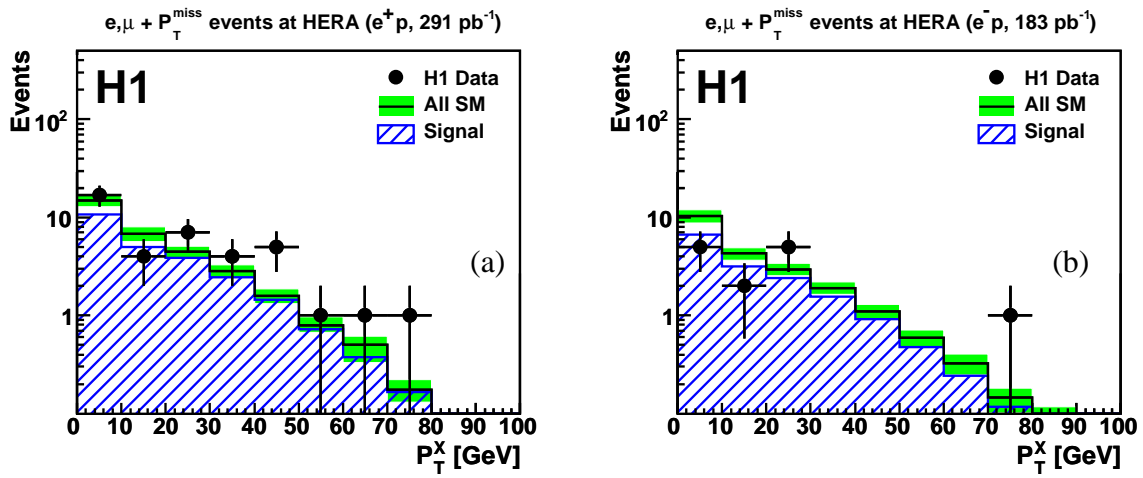 e,μ + P_T^miss events at HERA (e⁺p, 291 pb⁻¹)
Events
H1
H1 Data
All SM
Signal
10²
10
1
(a)
0 10 20 30 40 50 60 70 80 90 100
P_T^X [GeV]
e,μ + P_T^miss events at HERA (e⁻p, 183 pb⁻¹)
Events
H1
H1 Data
All SM
Signal
10²
10
1
(b)
0 10 20 30 40 50 60 70 80 90 100
P_T^X [GeV]